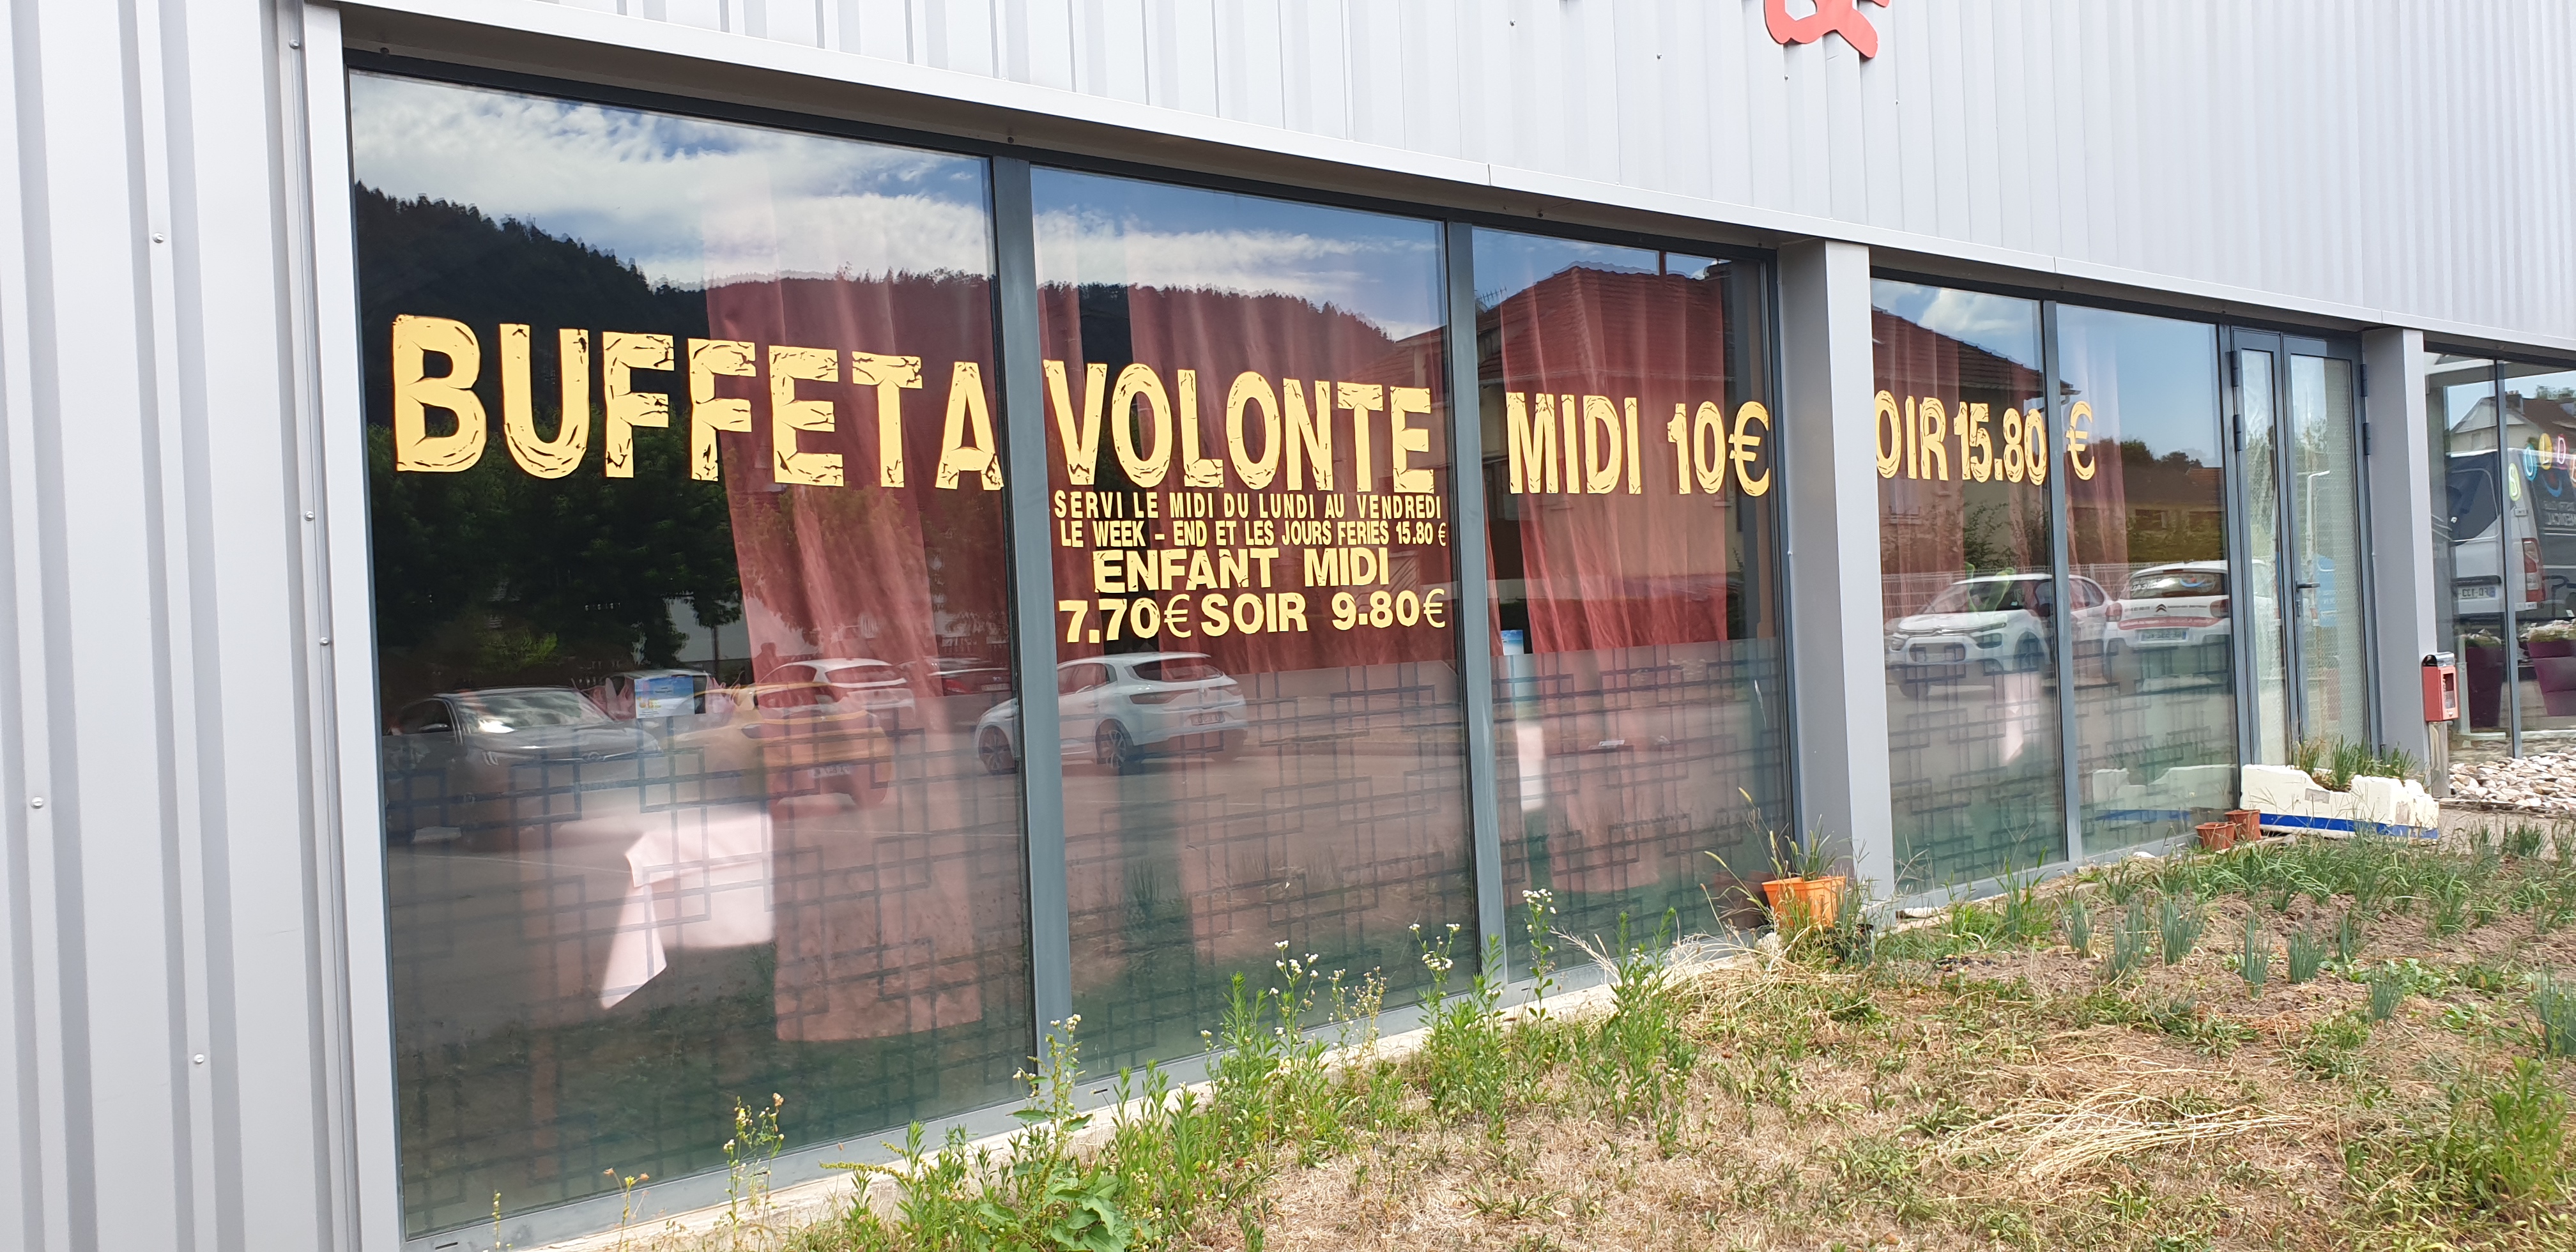 BUFFET A VOLONTE MIDI 10€ OIR 15.80 €
SERVI LE MIDI DU LUNDI AU VENDREDI
LE WEEK - END ET LES JOURS FERIES 15.80 €
ENFANT MIDI
7.70€ SOIR 9.80€